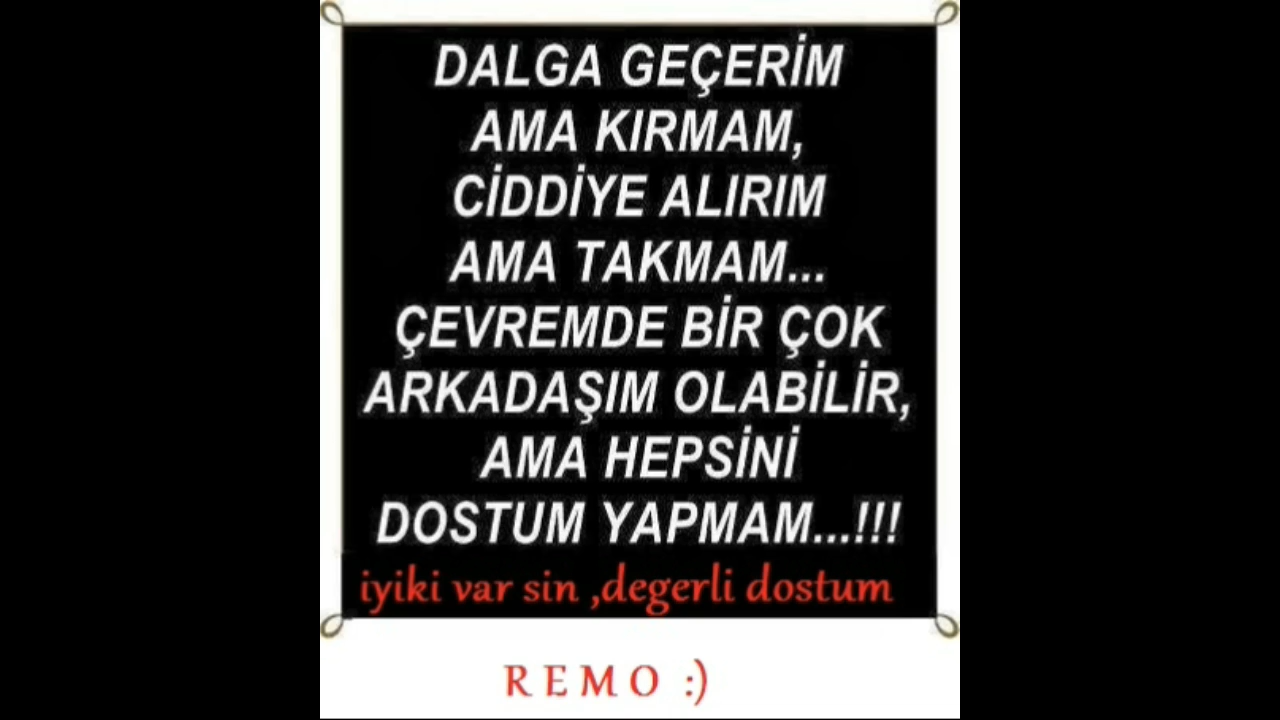 DALGA GEÇERİM
AMA KIRMAM,
CİDDİYE ALIRIM
AMA TAKMAM...
ÇEVREMDE BİR ÇOK
ARKADAŞIM OLABİLİR,
AMA HEPSİNİ
DOSTUM YAPMAM...!!!
iyiki var sin ,degerli dostum
R E M O :)